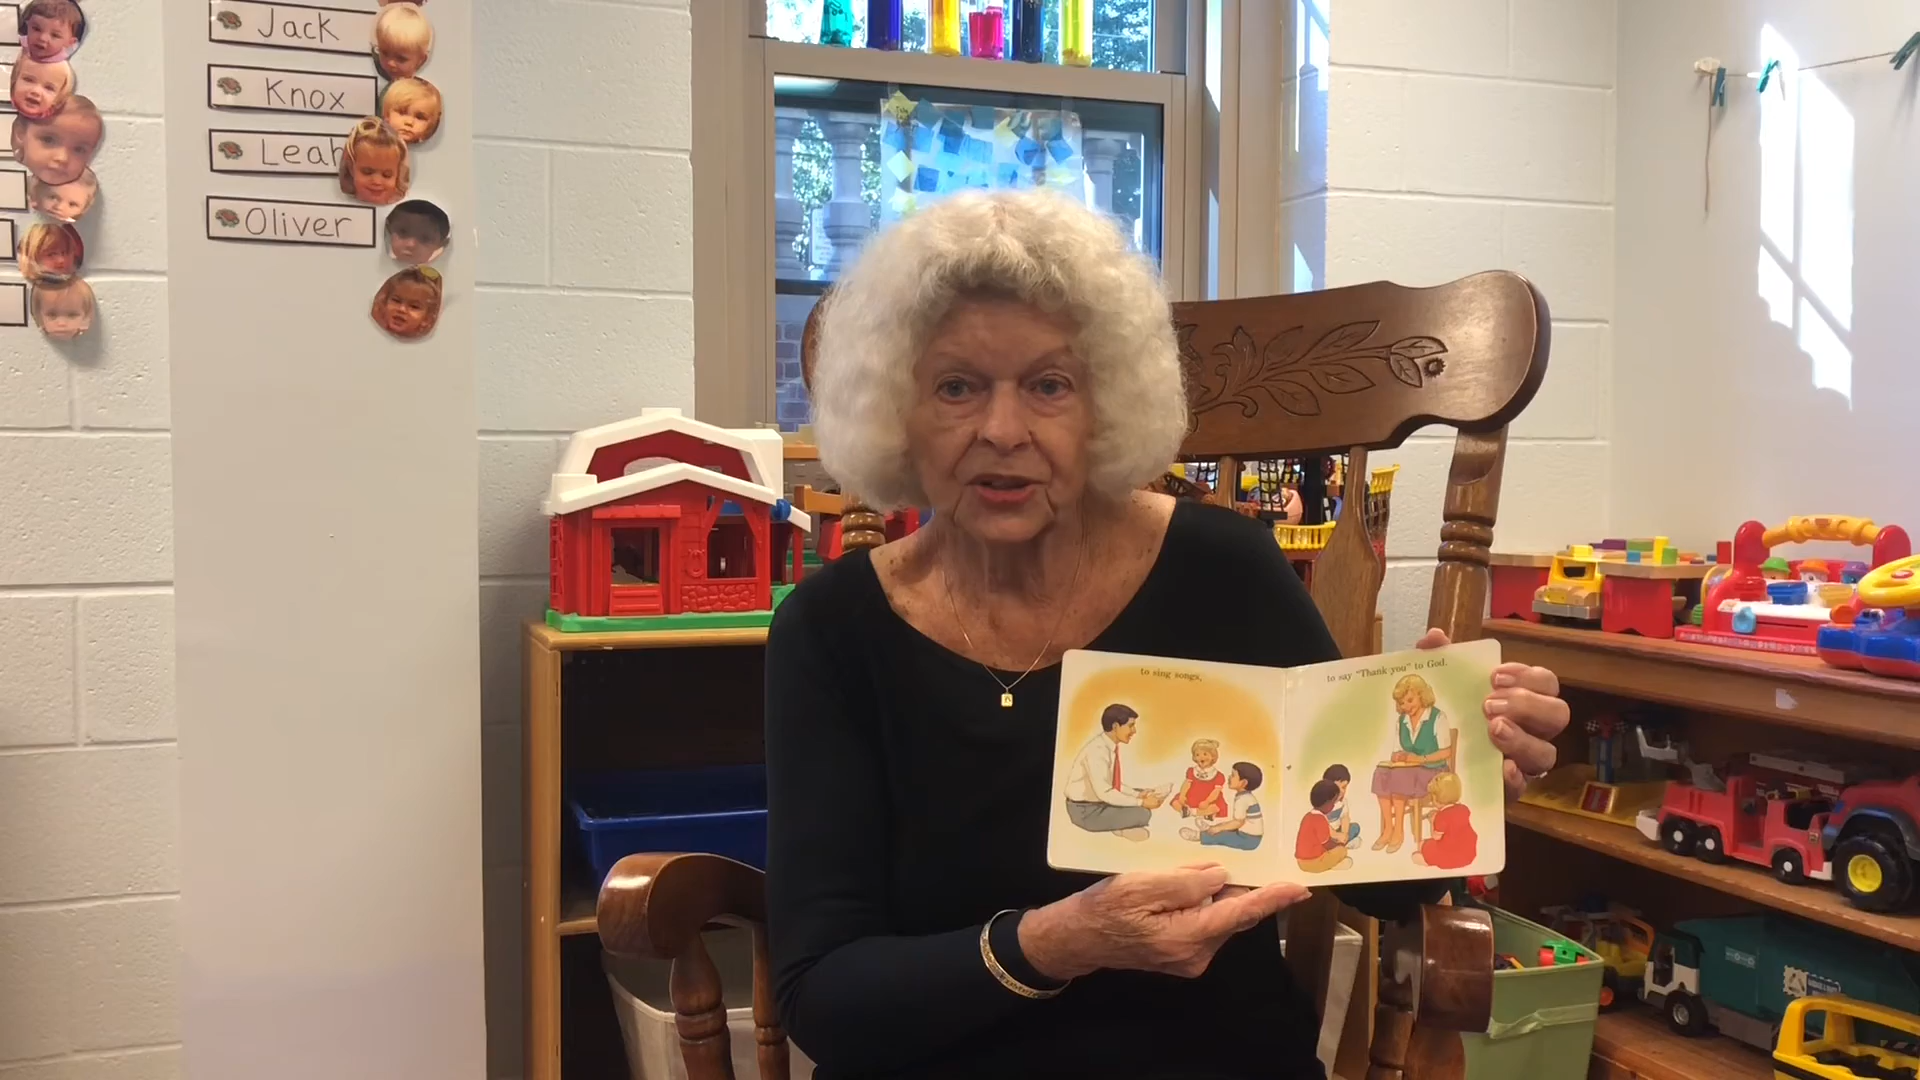 Jack
Knox
Leah
Oliver
to sing songs,
to say "Thank you" to God.